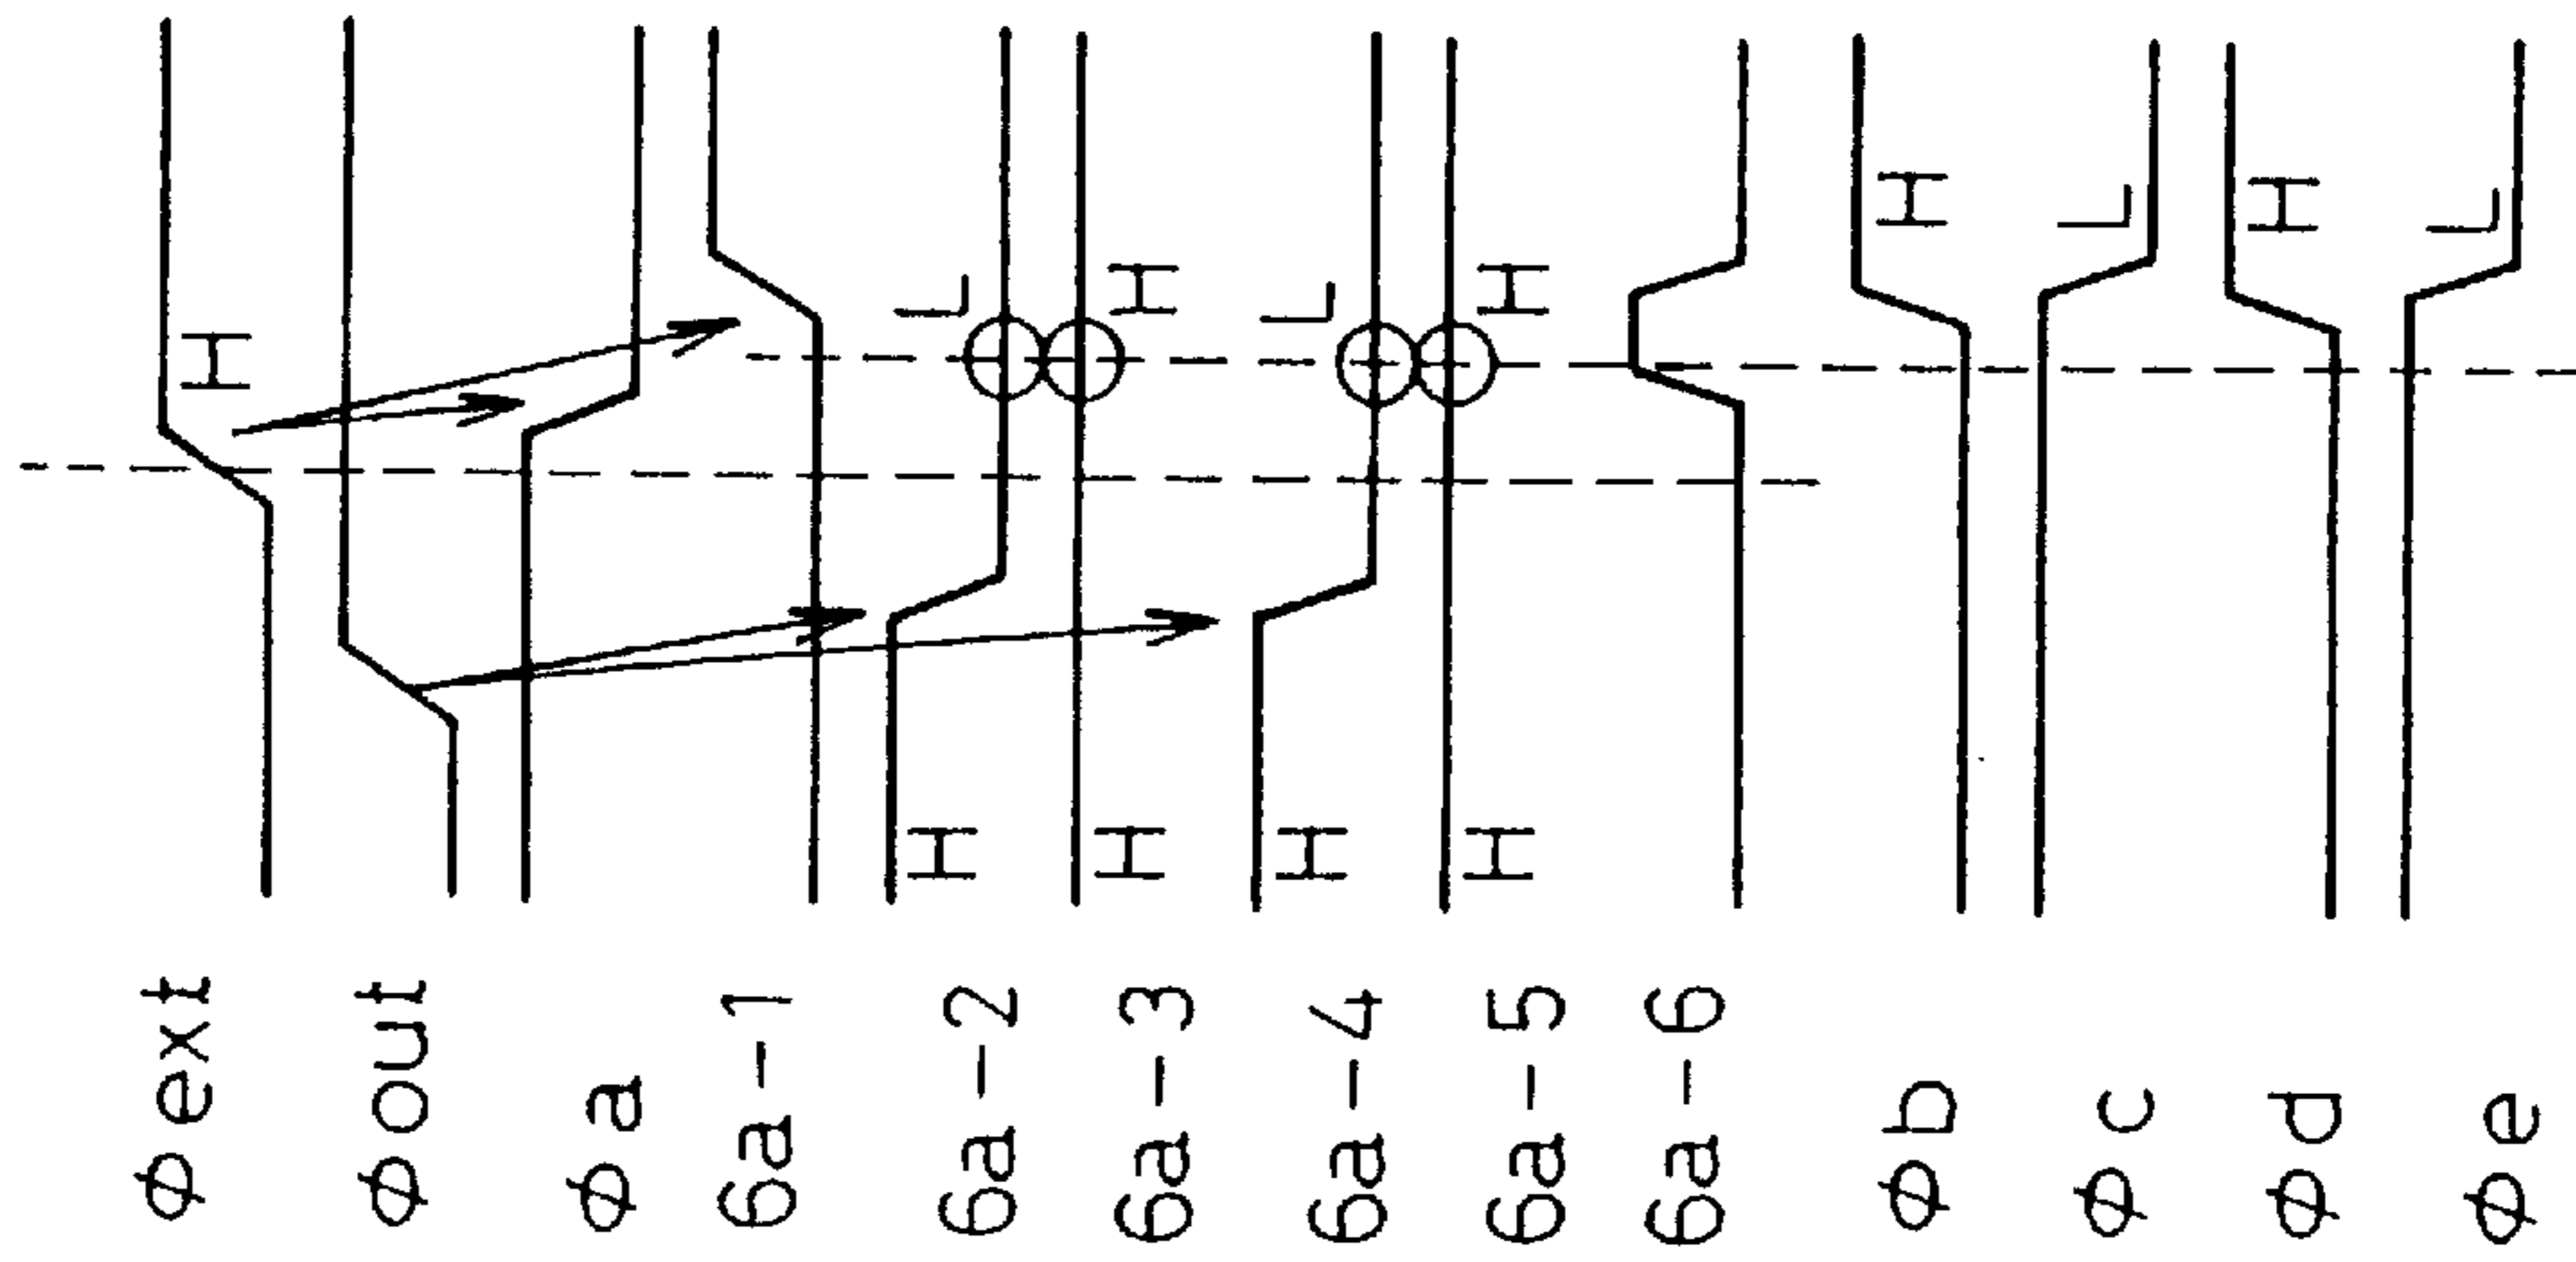 φext H
φout
φa
6a-1
6a-2 H L
6a-3 H H
6a-4 H L
6a-5 H H
6a-6
φb H
φc L
φd H
φe L